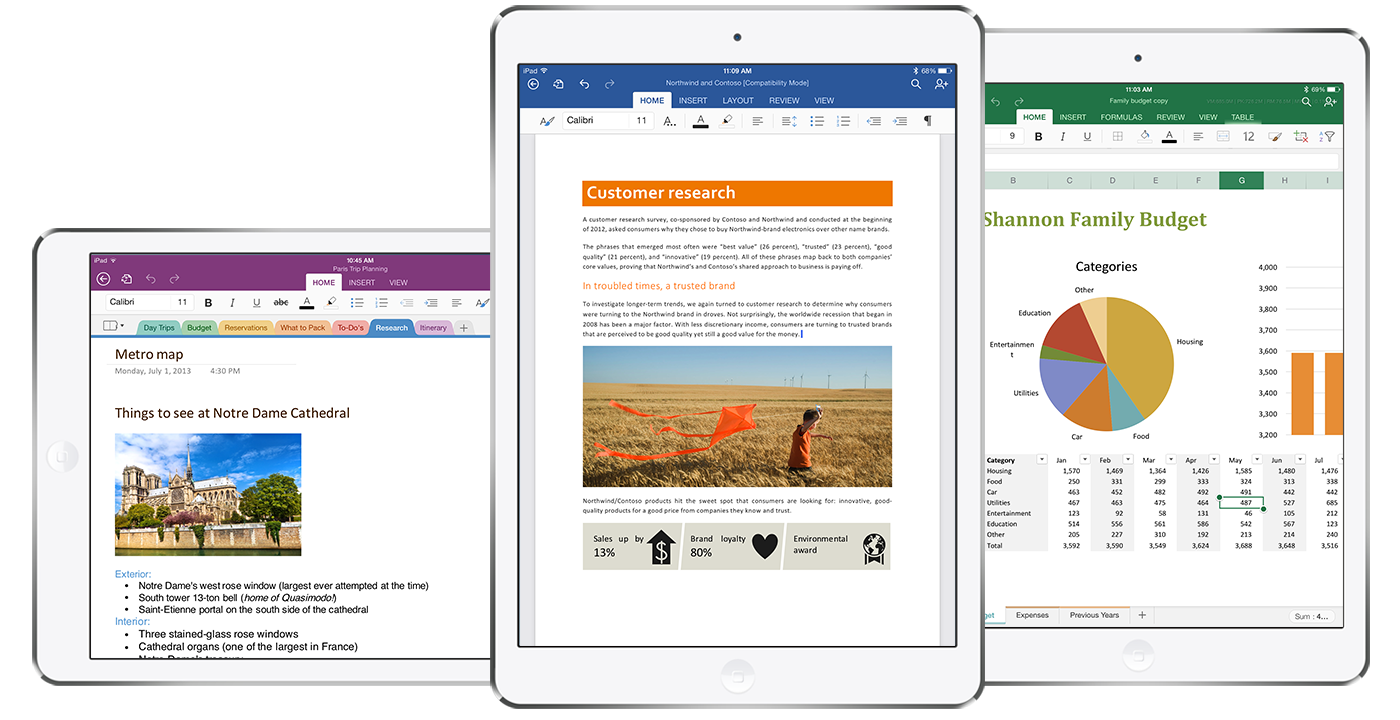 iPad
10:45 AM
Paris Trip Planning
HOME INSERT VIEW
Calibri 11 B I U abc A
Day Trips Budget Reservations What to Pack To-Do's Research Itinerary +
Metro map
Monday, July 1, 2013 4:30 PM
Things to see at Notre Dame Cathedral
Exterior:
• Notre Dame's west rose window (largest ever attempted at the time)
• South tower 13-ton bell (home of Quasimodo!)
• Saint-Etienne portal on the south side of the cathedral
Interior:
• Three stained-glass rose windows
• Cathedral organs (one of the largest in France)
iPad 11:09 AM 68%
Northwind and Contoso [Compatibility Mode]
HOME INSERT LAYOUT REVIEW VIEW
Calibri 11 A.. A ¶
Customer research
A customer research survey, co-sponsored by Contoso and Northwind and conducted at the beginning
of 2012, asked consumers why they chose to buy Northwind-brand electronics over other name brands.
The phrases that emerged most often were "best value" (26 percent), "trusted" (23 percent), "good
quality" (21 percent), and "innovative" (19 percent). All of these phrases map back to both companies'
core values, proving that Northwind's and Contoso's shared approach to business is paying off.
In troubled times, a trusted brand
To investigate longer-term trends, we again turned to customer research to determine why consumers
were turning to the Northwind brand in droves. Not surprisingly, the worldwide recession that began in
2008 has been a major factor. With less discretionary income, consumers are turning to trusted brands
that are perceived to be good quality yet still a good value for the money.
Northwind/Contoso products hit the sweet spot that consumers are looking for: innovative, good-
quality products for a good price from companies they know and trust.
Sales up by
13%
$
Brand loyalty
80%
Environmental
award
11:03 AM 69%
Family budget copy
HOME INSERT FORMULAS REVIEW VIEW TABLE
9 B I U A 12
B C D E F G H I
Shannon Family Budget
Categories
Other
Education
Entertainmen
t
Utilities
Car
Food
Housing
4,000
3,900
3,800
3,700
3,600
3,500
3,400
3,300
3,200
Category Jan Feb Mar Apr May Jun Jul
Housing 1,570 1,469 1,364 1,426 1,585 1,480 1,476
Food 250 331 299 333 324 313 338
Car 463 452 482 492 491 442 442
Utilities 467 463 475 464 487 527 685
Entertainment 123 92 58 131 46 105 212
Education 514 556 561 586 542 567 123
Other 205 227 310 192 213 214 240
Total 3,592 3,590 3,549 3,624 3,688 3,648 3,516
get Expenses Previous Years +
Sum : 4...